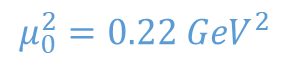 μ₀² = 0.22 GeV²